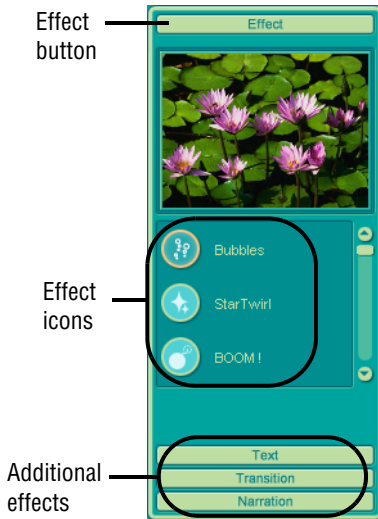 Effect
button
Effect
Effect
icons
Bubbles
StarTwirl
BOOM !
Additional
effects
Text
Transition
Narration